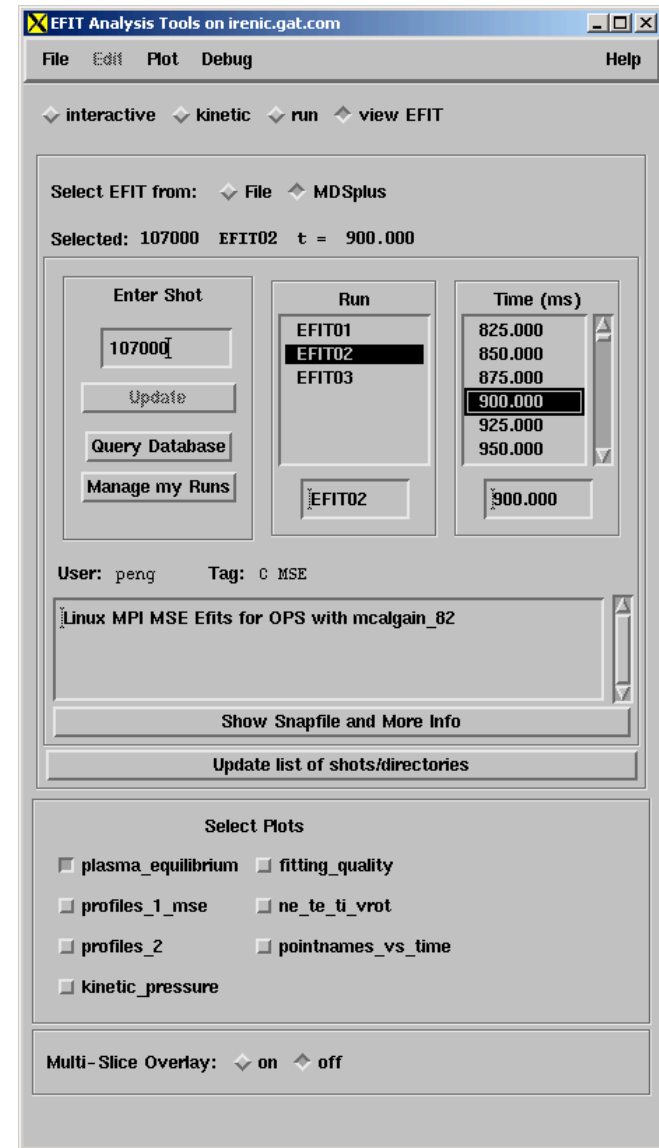 EFIT Analysis Tools on irenic.gat.com
File Edit Plot Debug Help
interactive kinetic run view EFIT
Select EFIT from: File MDSplus
Selected: 107000 EFIT02 t = 900.000
Enter Shot
107000
Update
Query Database
Manage my Runs
Run
EFIT01
EFIT02
EFIT03
EFIT02
Time (ms)
825.000
850.000
875.000
900.000
925.000
950.000
900.000
User: peng Tag: C MSE
Linux MPI MSE Efits for OPS with mcalgain_82
Show Snapfile and More Info
Update list of shots/directories
Select Plots
plasma_equilibrium fitting_quality
profiles_1_mse ne_te_ti_vrot
profiles_2 pointnames_vs_time
kinetic_pressure
Multi-Slice Overlay: on off